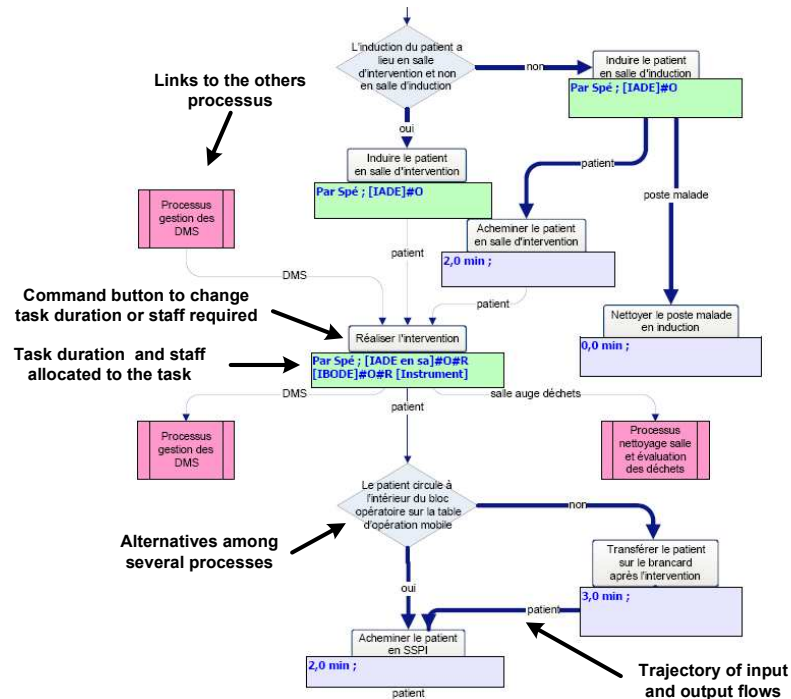 L'induction du patient a
lieu en salle
d'intervention et non
en salle d'induction
non
Induire le patient
en salle d'induction
Par Spé ; [IADE]#O
Links to the others
processus
oui
Induire le patient
en salle d'intervention
Par Spé ; [IADE]#O
patient
poste malade
Processus
gestion des
DMS
Acheminer le patient
en salle d'intervention
2,0 min ;
patient
DMS
patient
Command button to change
task duration or staff required
Nettoyer le poste malade
en induction
0,0 min ;
Réaliser l'intervention
Task duration and staff
allocated to the task
Par Spé ; [IADE en sa]#O#R
[IBODE]#O#R [Instrument]
DMS
patient
salle auge déchets
Processus
gestion des
DMS
Processus
nettoyage salle
et évaluation
des déchets
Le patient circule à
l'intérieur du bloc
opératoire sur la table
d'opération mobile
non
Alternatives among
several processes
Transférer le patient
sur le brancard
après l'intervention
3,0 min ;
oui
patient
Acheminer le patient
en SSPI
2,0 min ;
patient
Trajectory of input
and output flows